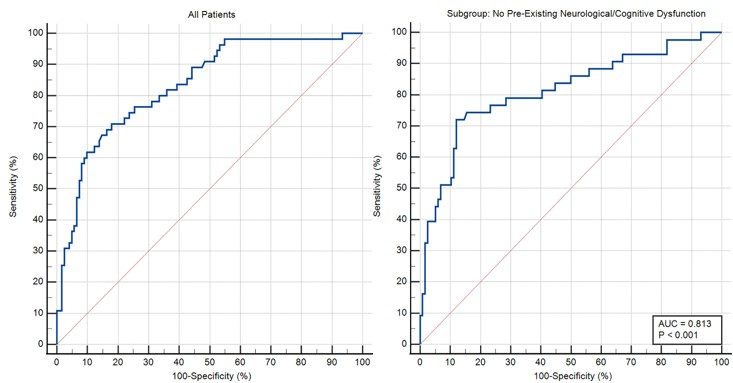 All Patients
100
90
80
70
60
50
40
30
20
10
0
Sensitivity (%)
0 10 20 30 40 50 60 70 80 90 100
100-Specificity (%)
Subgroup: No Pre-Existing Neurological/Cognitive Dysfunction
100
90
80
70
60
50
40
30
20
10
0
Sensitivity (%)
AUC = 0.813
P < 0.001
0 10 20 30 40 50 60 70 80 90 100
100-Specificity (%)